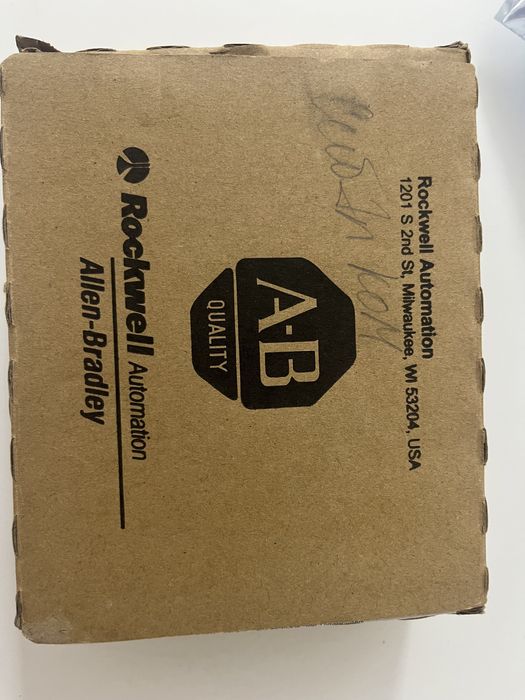 Rockwell Automation
1201 S 2nd St, Milwaukee, WI 53204, USA
A-B
QUALITY
Rockwell Automation
Allen-Bradley